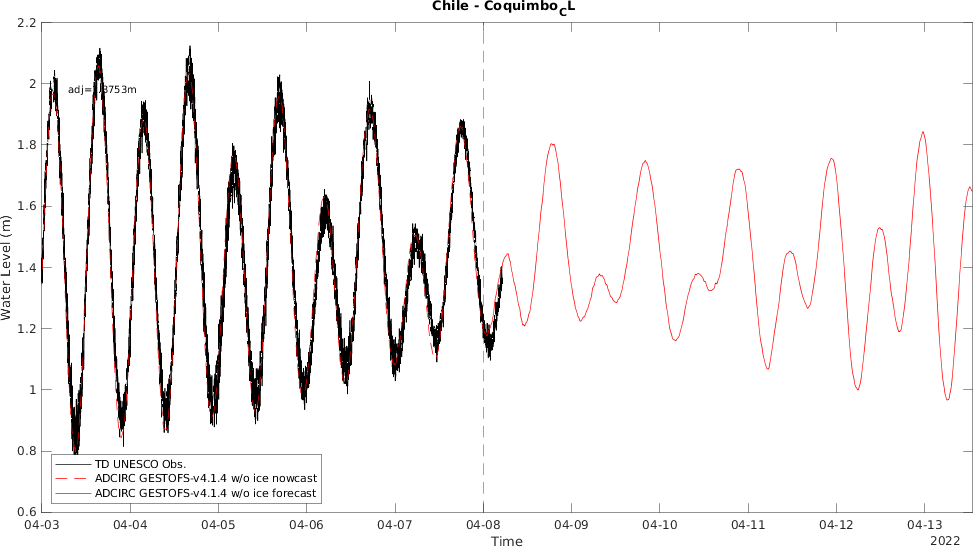 Chile - Coquimbo_CL
2.2
2
1.8
1.6
1.4
1.2
1
0.8
0.6
Water Level (m)
TD UNESCO Obs.
ADCIRC GESTOFS-v4.1.4 w/o ice nowcast
ADCIRC GESTOFS-v4.1.4 w/o ice forecast
04-03 04-04 04-05 04-06 04-07 04-08 04-09 04-10 04-11 04-12 04-13
Time
2022